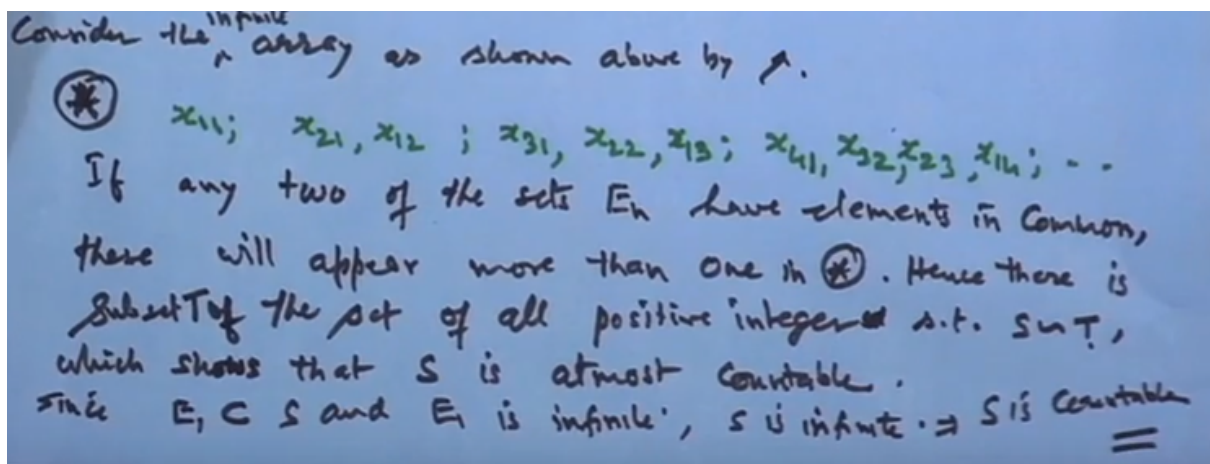 Consider the infinite array as shown above by ↗.
⊛ x₁₁; x₂₁, x₁₂ ; x₃₁, x₂₂, x₁₃; x₄₁, x₃₂, x₂₃, x₁₄; ...
If any two of the sets Eₙ have elements in Common,
these will appear more than one in ⊛. Hence there is
Subset T of the set of all positive integers s.t. S ~ T,
which shows that S is atmost Countable.
Since E₁ ⊂ S and E₁ is infinite, S is infinite. ⇒ S is Countable